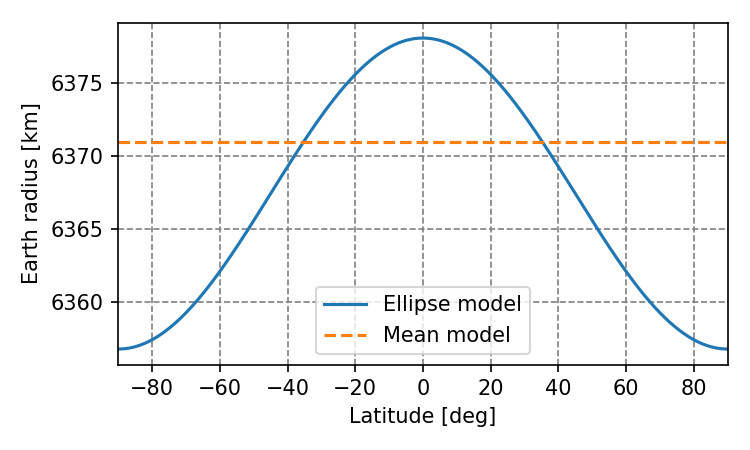 Earth radius [km]
6375
6370
6365
6360
Ellipse model
Mean model
−80 −60 −40 −20 0 20 40 60 80
Latitude [deg]